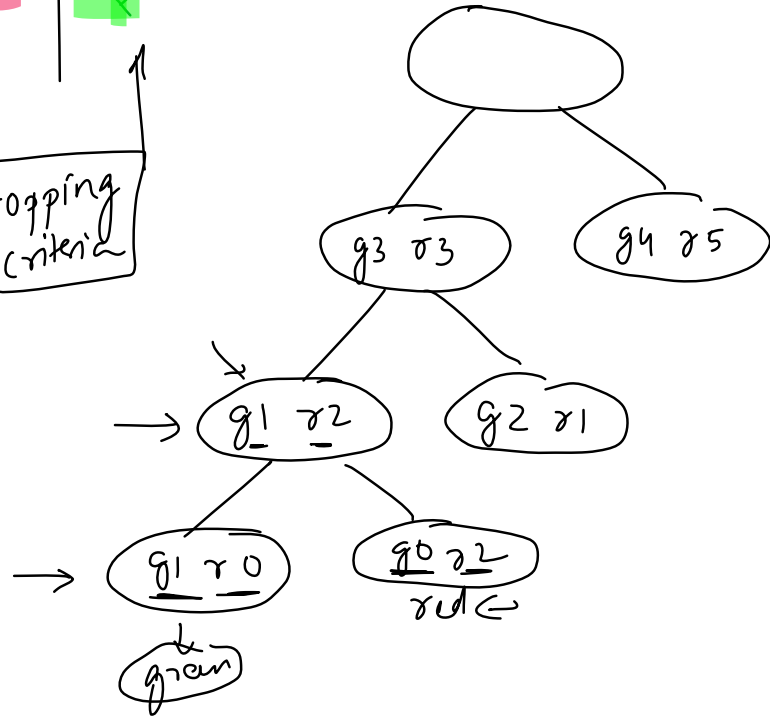 opping
criteria
g3 r3
g4 r5
g1 r2
g2 r1
g1 r0
g0 r2
red
green